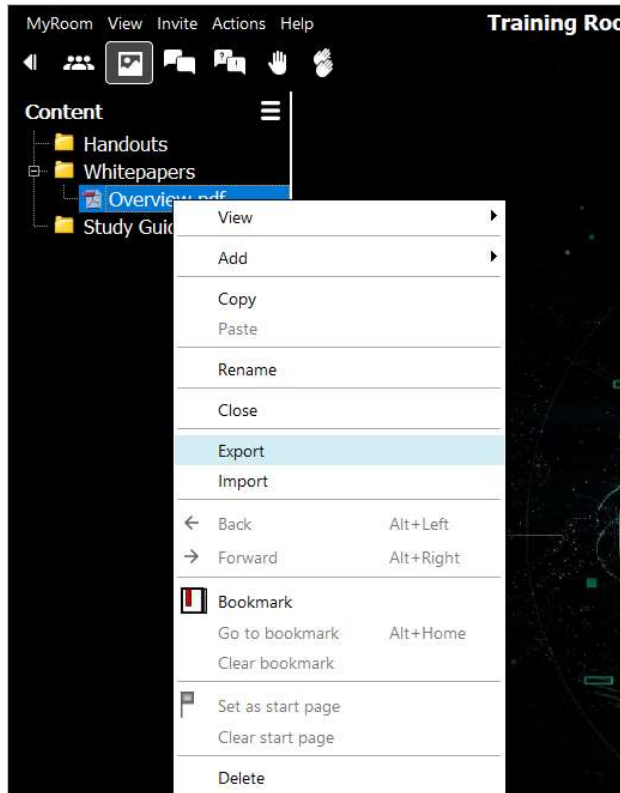 MyRoom View Invite Actions Help
Training
Content
Handouts
Whitepapers
Overview.pdf
Study
View
Add
Copy
Paste
Rename
Close
Export
Import
Back Alt+Left
Forward Alt+Right
Bookmark
Go to bookmark Alt+Home
Clear bookmark
Set as start page
Clear start page
Delete